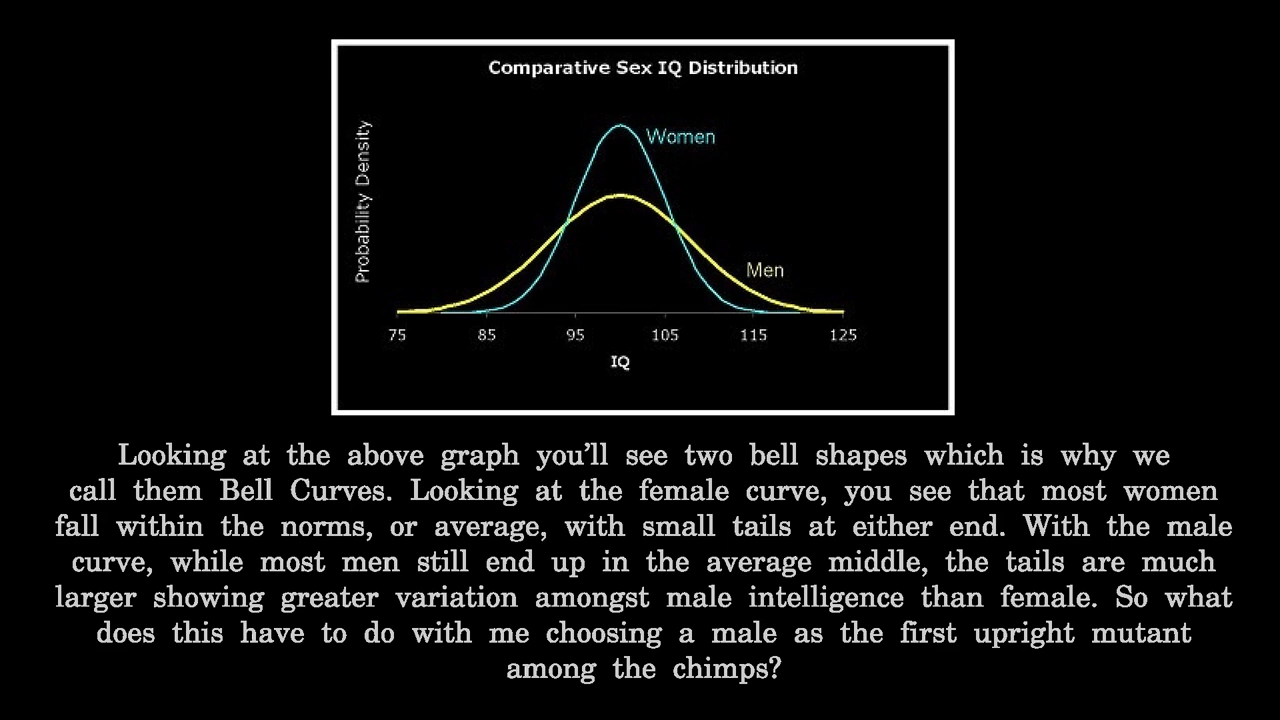 Comparative Sex IQ Distribution
Probability Density
Women
Men
75 85 95 105 115 125
IQ
Looking at the above graph you’ll see two bell shapes which is why we
call them Bell Curves. Looking at the female curve, you see that most women
fall within the norms, or average, with small tails at either end. With the male
curve, while most men still end up in the average middle, the tails are much
larger showing greater variation amongst male intelligence than female. So what
does this have to do with me choosing a male as the first upright mutant
among the chimps?